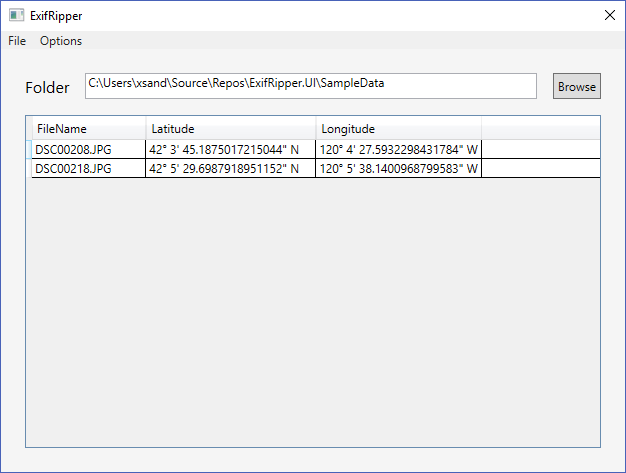 ExifRipper
File Options
Folder C:\Users\xsand\Source\Repos\ExifRipper.UI\SampleData Browse
FileName Latitude Longitude
DSC00208.JPG 42° 3' 45.1875017215044" N 120° 4' 27.5932298431784" W
DSC00218.JPG 42° 5' 29.6987918951152" N 120° 5' 38.1400968799583" W